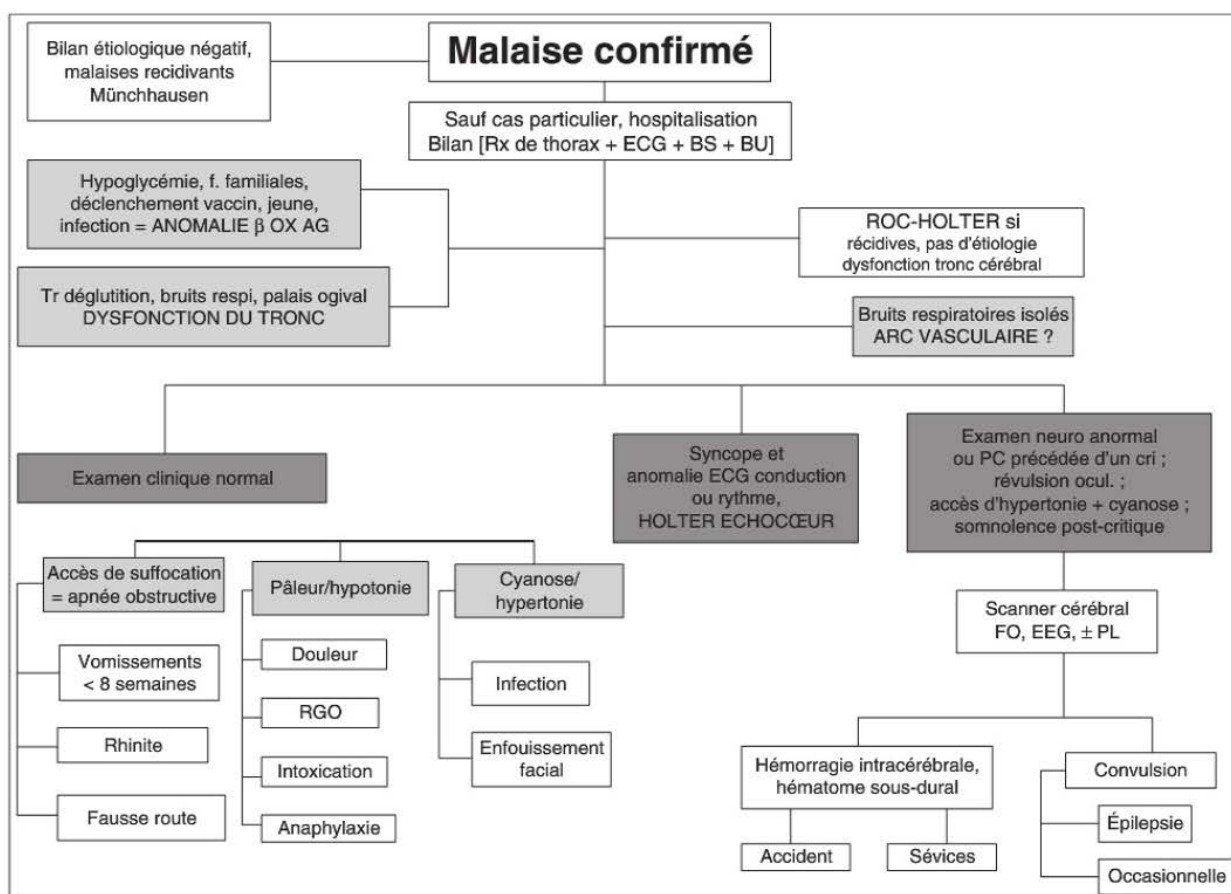 Bilan étiologique négatif,
malaises recidivants
Münchhausen
Malaise confirmé
Sauf cas particulier, hospitalisation
Bilan [Rx de thorax + ECG + BS + BU]
Hypoglycémie, f. familiales,
déclenchement vaccin, jeune,
infection = ANOMALIE β OX AG
ROC-HOLTER si
récidives, pas d'étiologie
dysfonction tronc cérébral
Tr déglutition, bruits respi, palais ogival
DYSFONCTION DU TRONC
Bruits respiratoires isolés
ARC VASCULAIRE ?
Examen clinique normal
Syncope et
anomalie ECG conduction
ou rythme,
HOLTER ECHOCŒUR
Examen neuro anormal
ou PC précédée d'un cri ;
révulsion ocul. ;
accès d'hypertonie + cyanose ;
somnolence post-critique
Accès de suffocation
= apnée obstructive
Vomissements
< 8 semaines
Rhinite
Fausse route
Pâleur/hypotonie
Douleur
RGO
Intoxication
Anaphylaxie
Cyanose/
hypertonie
Infection
Enfouissement
facial
Scanner cérébral
FO, EEG, ± PL
Hémorragie intracérébrale,
hématome sous-dural
Accident
Sévices
Convulsion
Épilepsie
Occasionnelle